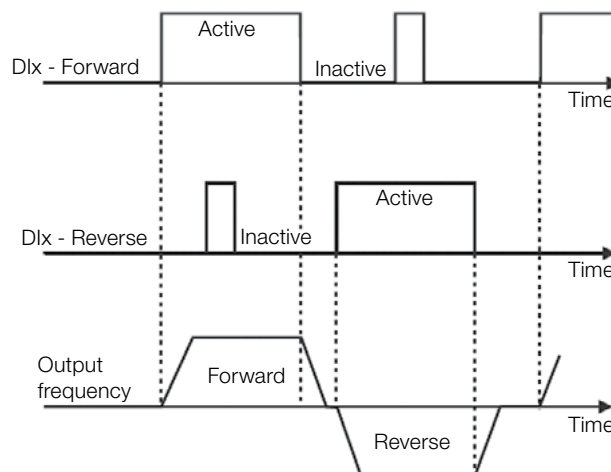 Active
DIx - Forward
Inactive
Time
Active
DIx - Reverse
Inactive
Time
Output
frequency
Forward
Time
Reverse